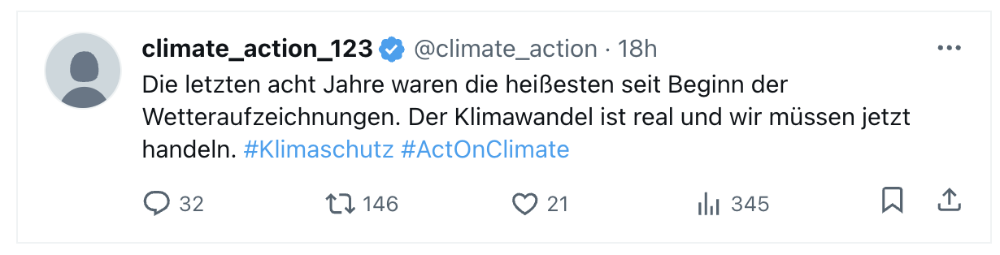 climate_action_123 @climate_action · 18h
Die letzten acht Jahre waren die heißesten seit Beginn der
Wetteraufzeichnungen. Der Klimawandel ist real und wir müssen jetzt
handeln. #Klimaschutz #ActOnClimate
32 146 21 345